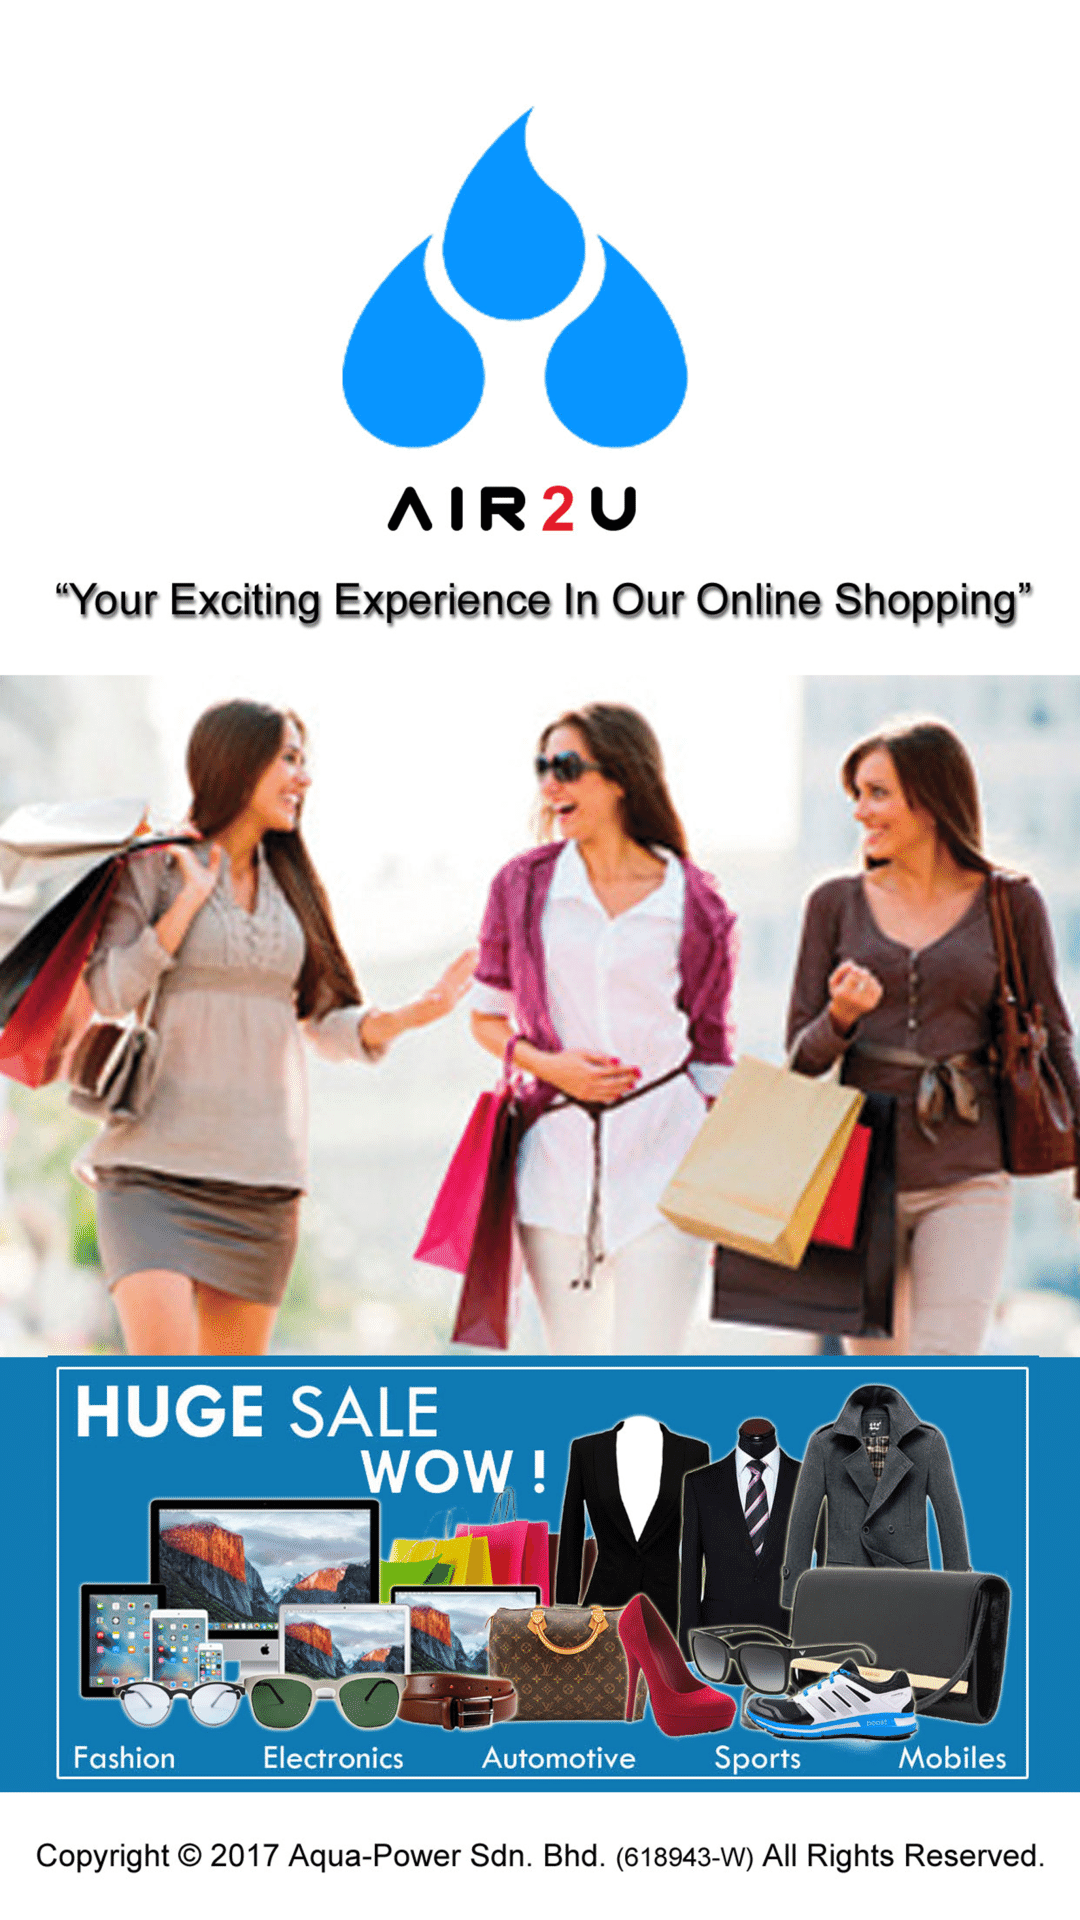 AIR2U
“Your Exciting Experience In Our Online Shopping”
HUGE SALE
WOW !
boost
Fashion Electronics Automotive Sports Mobiles
Copyright © 2017 Aqua-Power Sdn. Bhd. (618943-W) All Rights Reserved.